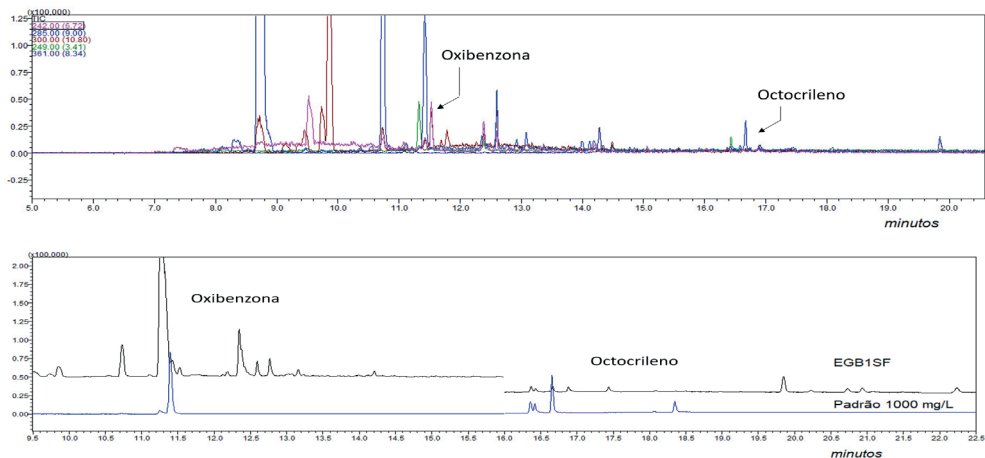 (x100,000)
1.25
TIC
242.00 (6.72)
285.00 (9.00)
300.00 (10.80)
249.00 (3.41)
361.00 (8.34)
1.00
0.75
0.50
0.25
0.00
-0.25
Oxibenzona
Octocrileno
5.0 6.0 7.0 8.0 9.0 10.0 11.0 12.0 13.0 14.0 15.0 16.0 17.0 18.0 19.0 20.0
minutos
(x100,000)
2.00
1.75
1.50
1.25
1.00
0.75
0.50
0.25
0.00
Oxibenzona
Octocrileno
EGB1SF
Padrão 1000 mg/L
9.5 10.0 10.5 11.0 11.5 12.0 12.5 13.0 13.5 14.0 14.5 15.0 15.5 16.0 16.5 17.0 17.5 18.0 18.5 19.0 19.5 20.0 20.5 21.0 21.5 22.0 22.5
minutos